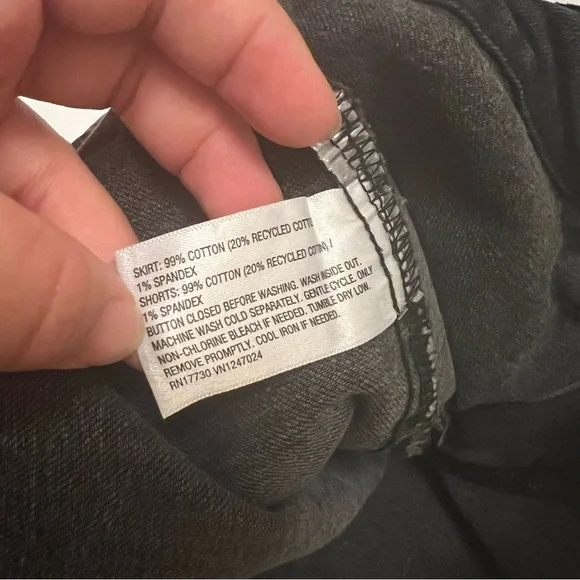 SKIRT: 99% COTTON (20% RECYCLED
1% SPANDEX
SHORTS: 99% COTTON (20% RECYCLED COTTON),
1% SPANDEX
BUTTON CLOSED BEFORE WASHING. WASH INSIDE OUT.
MACHINE WASH COLD SEPARATELY. GENTLE CYCLE. ONLY
NON-CHLORINE BLEACH IF NEEDED. TUMBLE DRY LOW.
REMOVE PROMPTLY. COOL IRON IF NEEDED.
RN17730 VN1247024